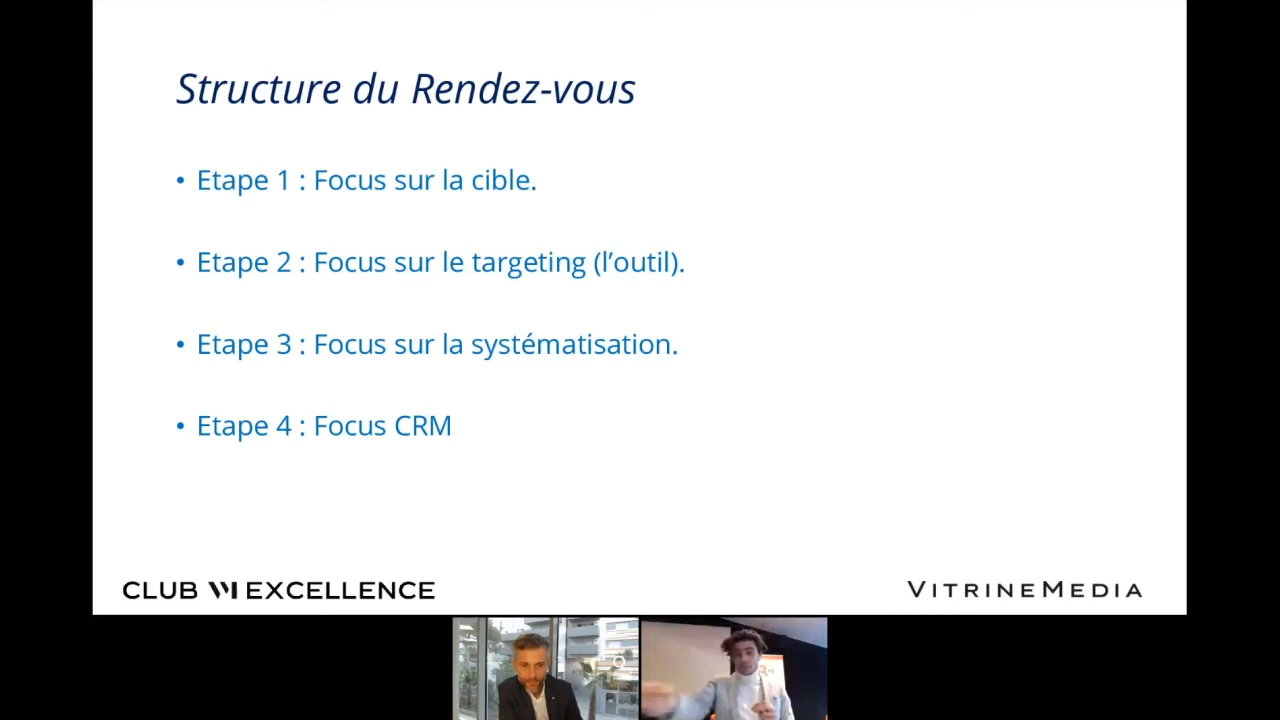 Structure du Rendez-vous
• Etape 1 : Focus sur la cible.
• Etape 2 : Focus sur le targeting (l’outil).
• Etape 3 : Focus sur la systématisation.
• Etape 4 : Focus CRM
CLUB VM EXCELLENCE
VITRINEMEDIA